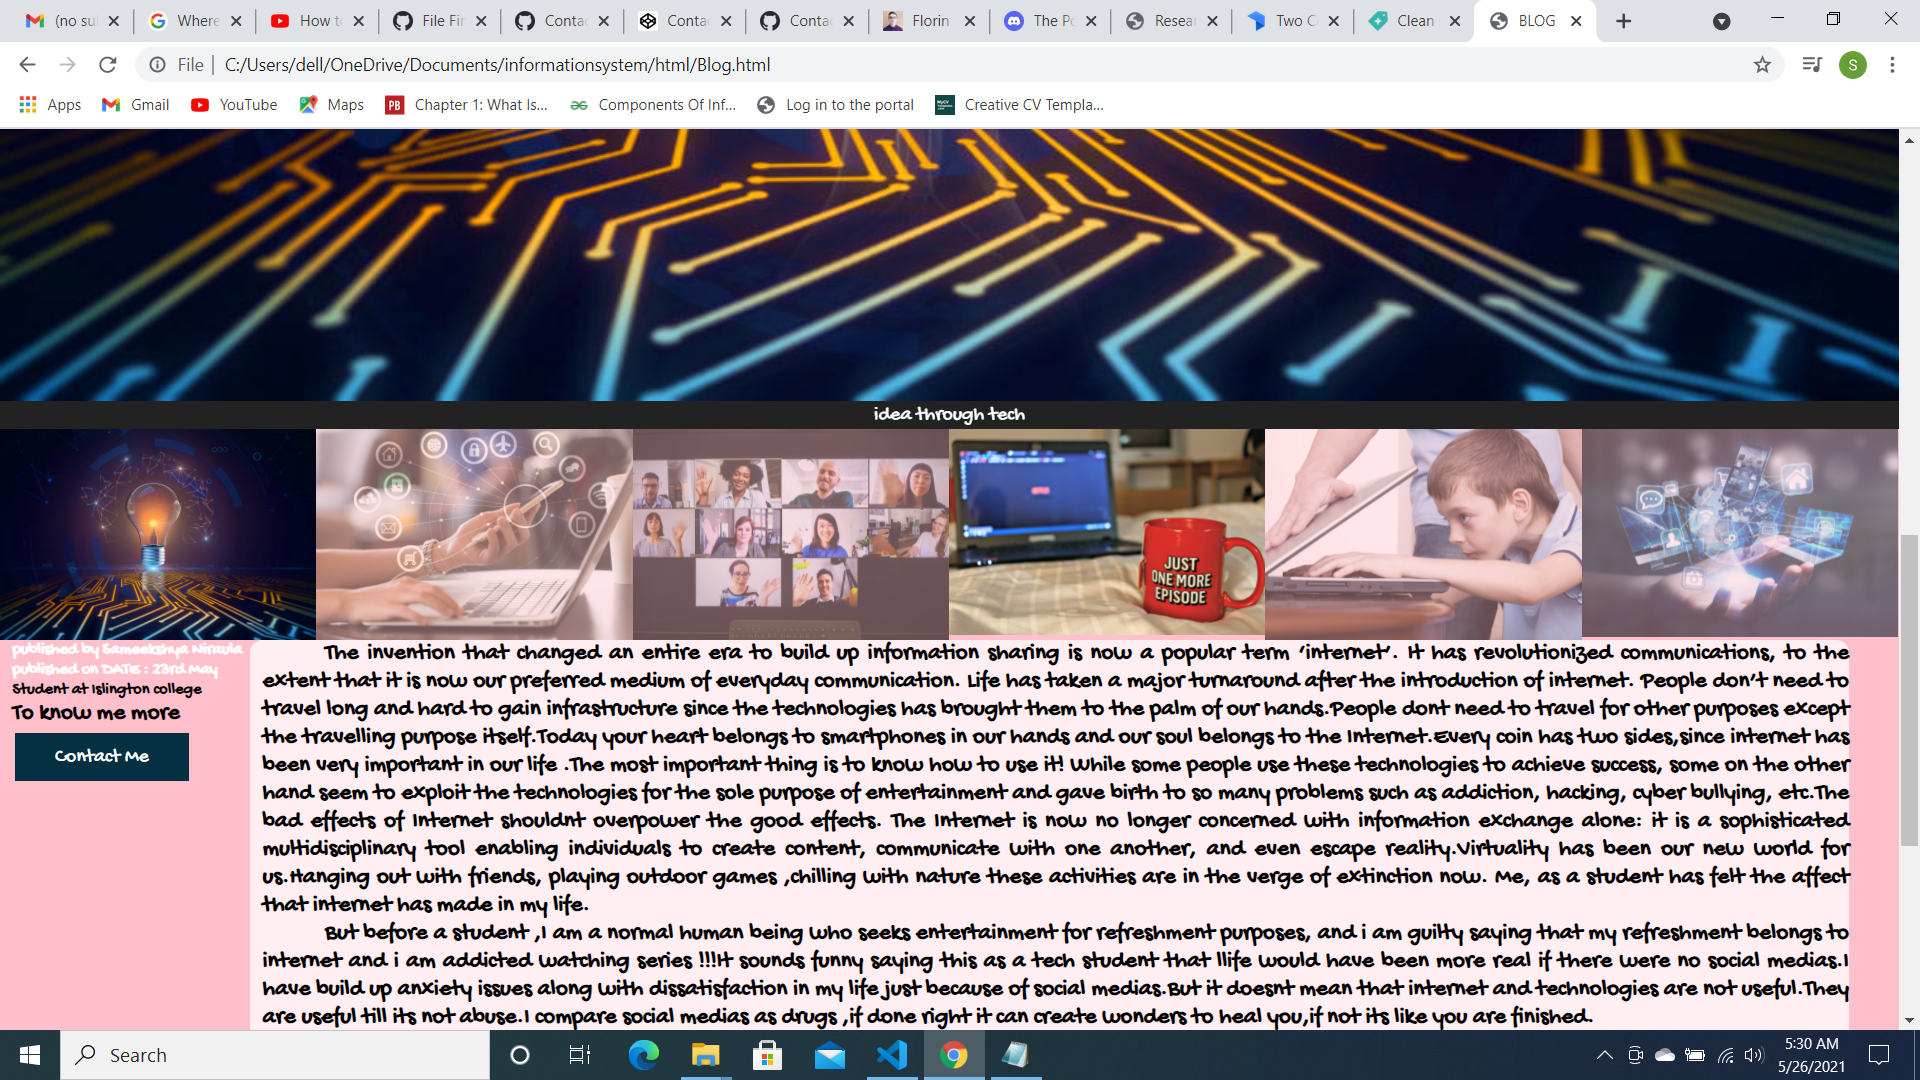 (no su
Where
How to
File Fir
Contac
Contac
Contac
Florin
The Po
Resear
Two C
Clean
BLOG
File
C:/Users/dell/OneDrive/Documents/informationsystem/html/Blog.html
S
Apps
Gmail
YouTube
Maps
PB
Chapter 1: What Is...
Components Of Inf...
Log in to the portal
Creative CV Templa...
idea through tech
JUST
ONE MORE
EPISODE
published by Sameekshya Niraula
published on DATE : 23rd May
Student at Islington college
To know me more
Contact Me
The invention that changed an entire era to build up information sharing is now a popular term ‘internet’. It has revolutionized communications, to the
extent that it is now our preferred medium of everyday communication. Life has taken a major turnaround after the introduction of internet. People don’t need to
travel long and hard to gain infrastructure since the technologies has brought them to the palm of our hands.People dont need to travel for other purposes except
the travelling purpose itself.Today your heart belongs to smartphones in our hands and our soul belongs to the Internet.Every coin has two sides,since internet has
been very important in our life .The most important thing is to know how to use it! While some people use these technologies to achieve success, some on the other
hand seem to exploit the technologies for the sole purpose of entertainment and gave birth to so many problems such as addiction, hacking, cyber bullying, etc.The
bad effects of Internet shouldnt overpower the good effects. The Internet is now no longer concerned with information exchange alone: it is a sophisticated
multidisciplinary tool enabling individuals to create content, communicate with one another, and even escape reality.Virtuality has been our new world for
us.Hanging out with friends, playing outdoor games ,chilling with nature these activities are in the verge of extinction now. Me, as a student has felt the affect
that internet has made in my life.
But before a student ,I am a normal human being who seeks entertainment for refreshment purposes, and i am guilty saying that my refreshment belongs to
internet and i am addicted watching series !!!It sounds funny saying this as a tech student that llife would have been more real if there were no social medias.I
have build up anxiety issues along with dissatisfaction in my life just because of social medias.But it doesnt mean that internet and technologies are not useful.They
are useful till its not abuse.I compare social medias as drugs ,if done right it can create wonders to heal you,if not its like you are finished.
Search
5:30 AM
5/26/2021